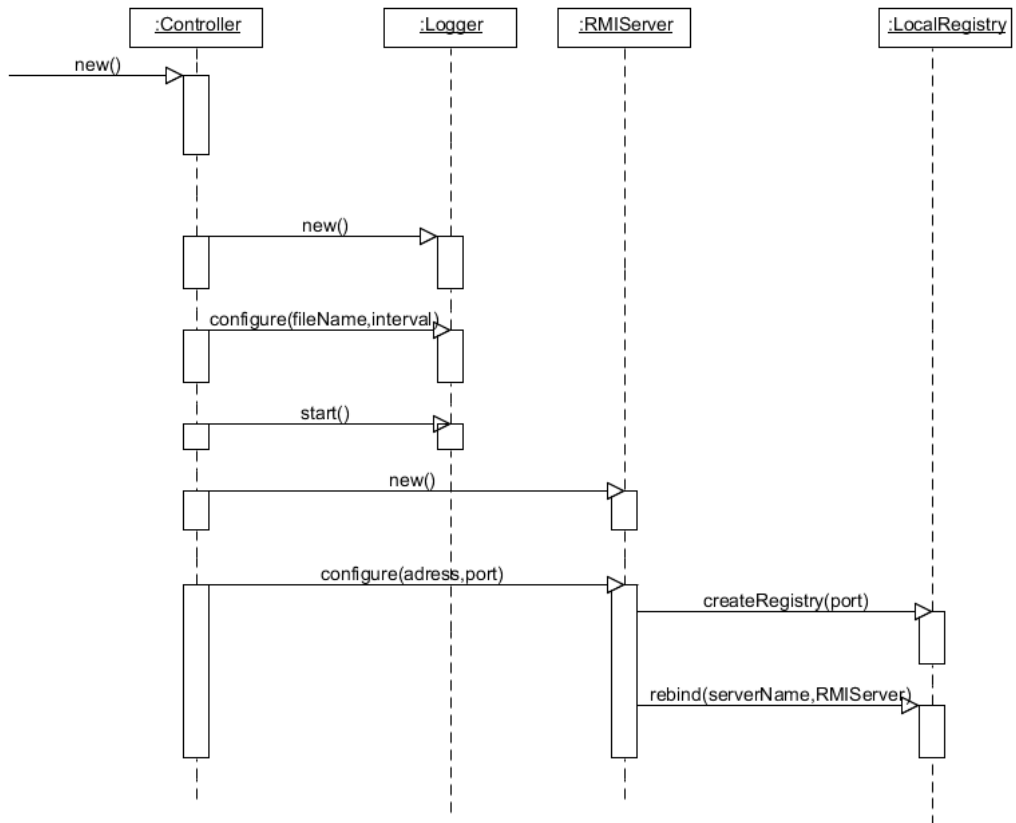 :Controller
:Logger
:RMIServer
:LocalRegistry
new()
new()
configure(fileName,interval)
start()
new()
configure(adress,port)
createRegistry(port)
rebind(serverName,RMIServer)